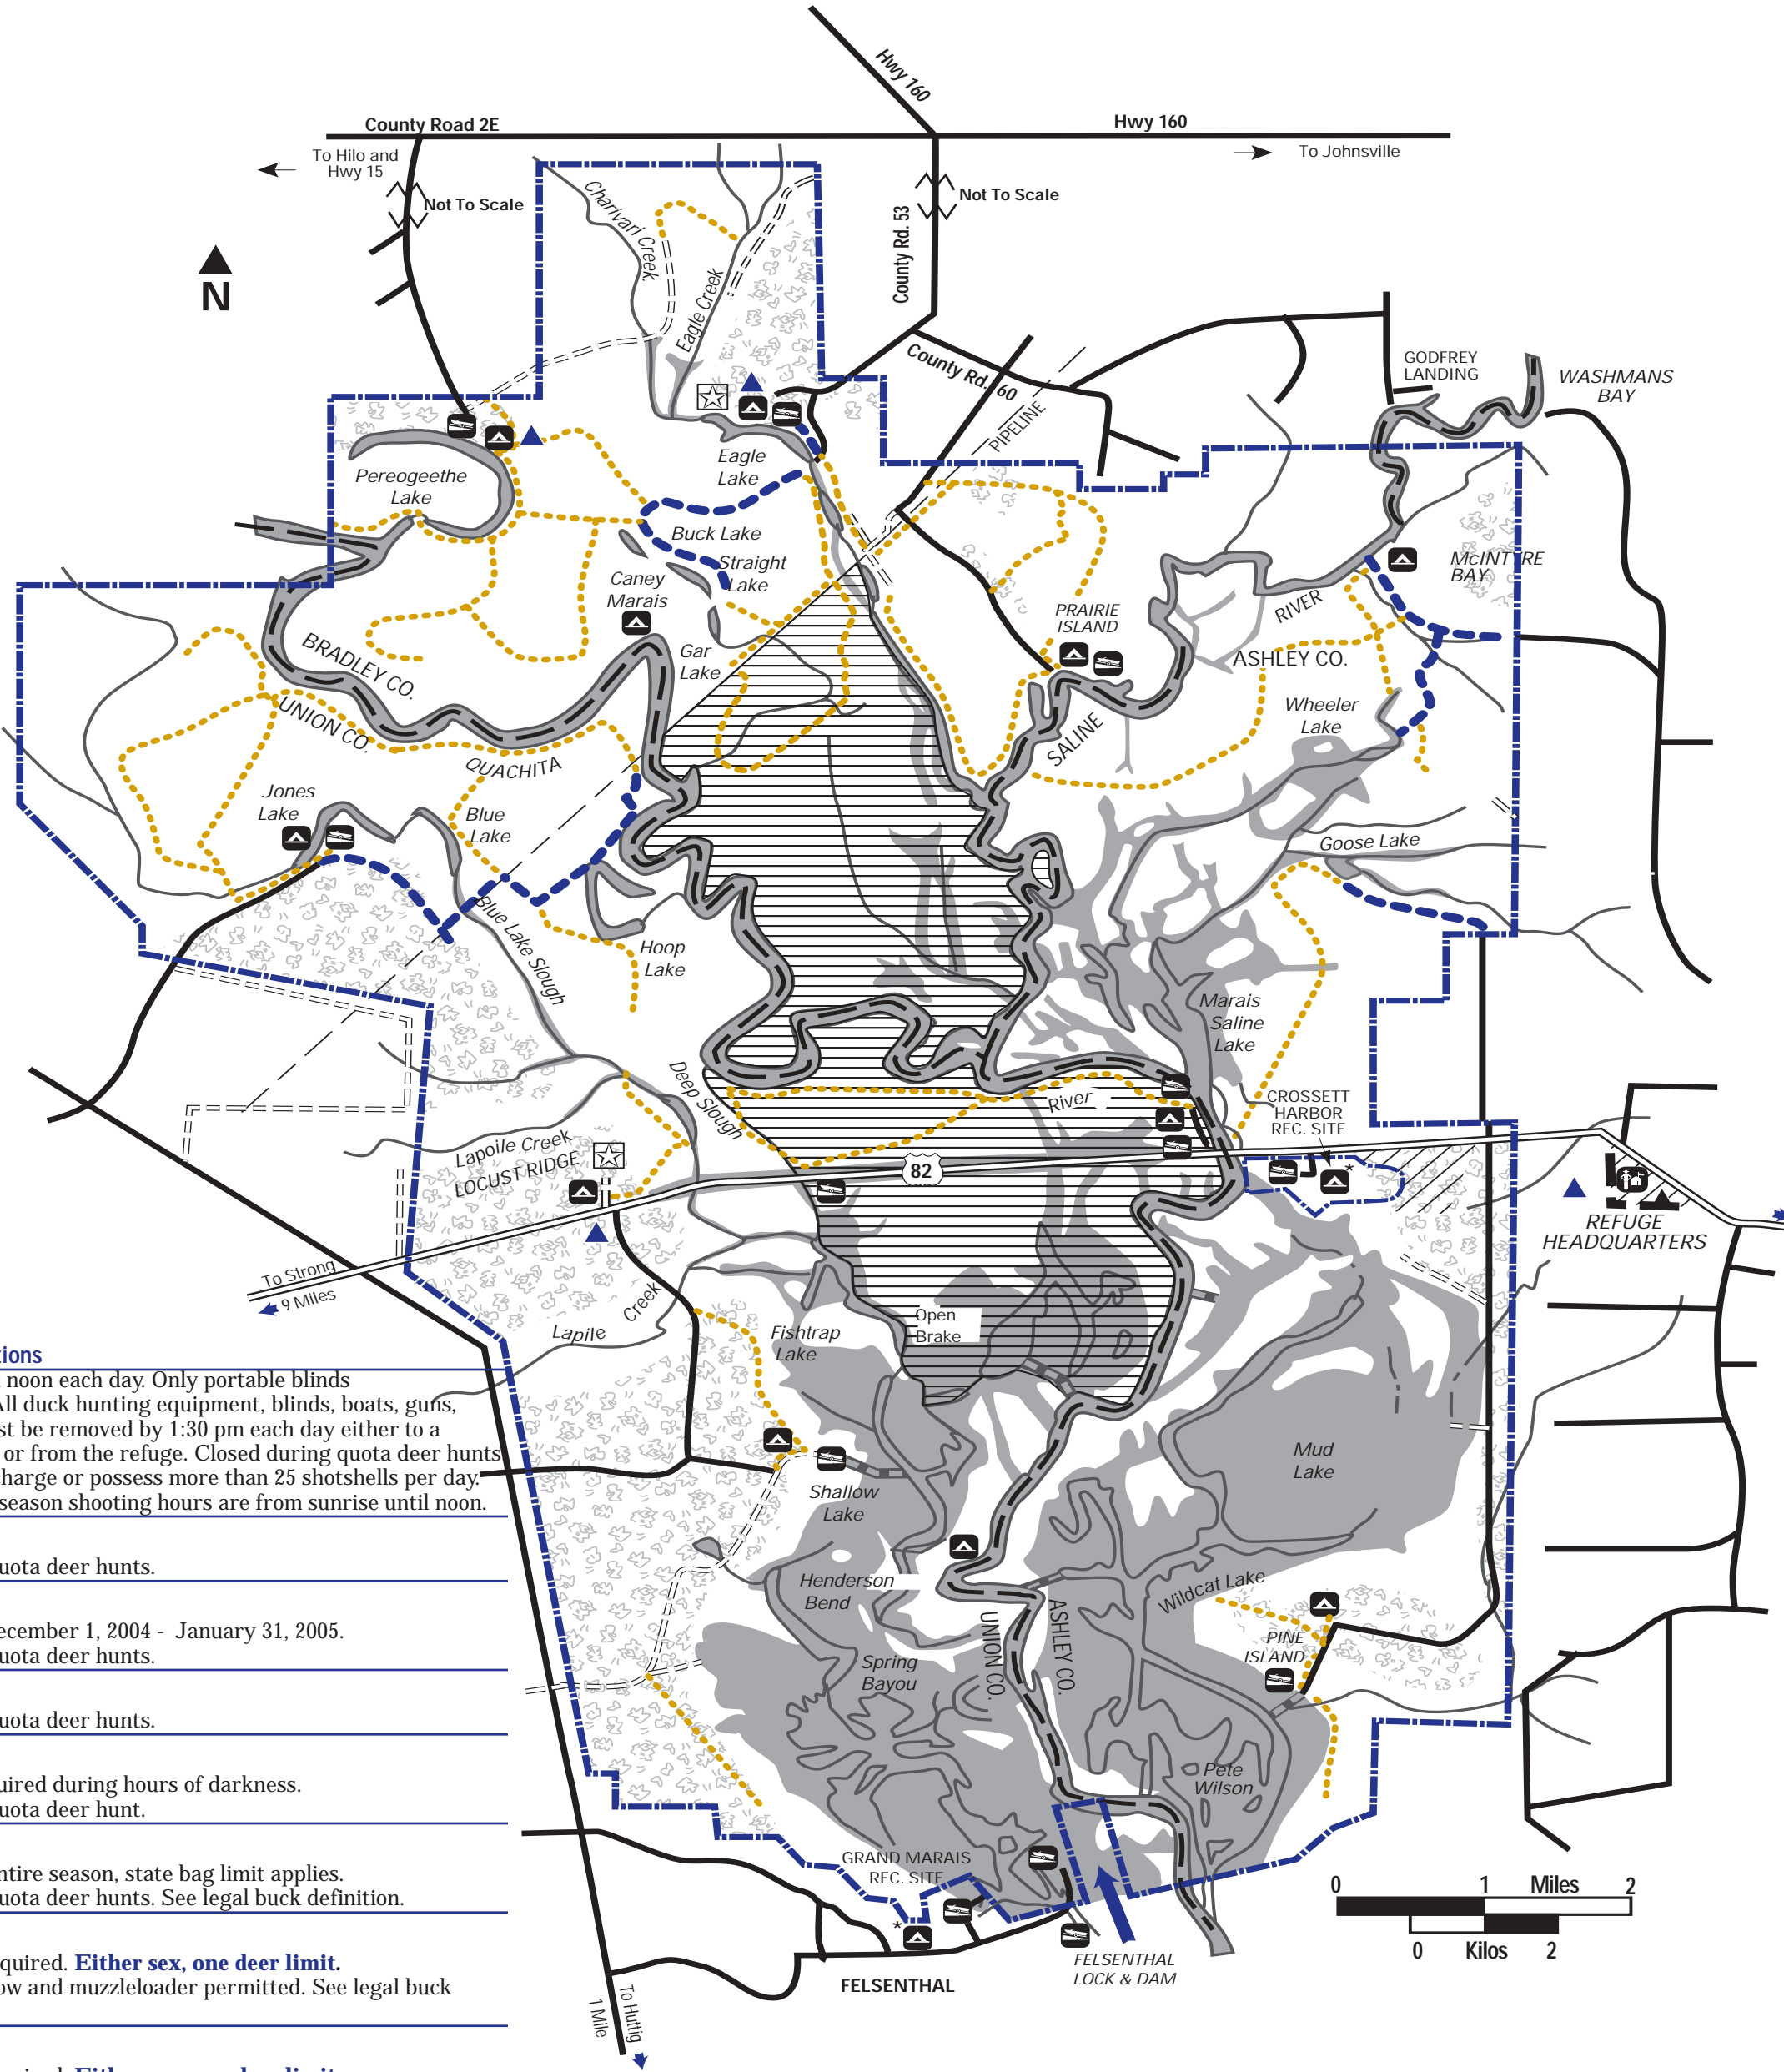 Hwy 160
County Road 2E
Hwy 160
To Hilo and
Hwy 15
To Johnsville
Not To Scale
Not To Scale
County Rd. 53
N
Charivari Creek
Eagle Creek
County Rd. 160
PIPELINE
GODFREY
LANDING
WASHMANS
BAY
Pereogeethe
Lake
Eagle
Lake
Buck Lake
Straight
Lake
Caney
Marais
McINTYRE
BAY
PRAIRIE
ISLAND
RIVER
BRADLEY CO.
Gar
Lake
ASHLEY CO.
UNION CO.
Wheeler
Lake
SALINE
QUACHITA
Jones
Lake
Blue
Lake
Goose Lake
Blue Lake Slough
Hoop
Lake
Marais
Saline
Lake
Deep Slough
River
CROSSETT
HARBOR
REC. SITE
*
Lapoile Creek
LOCUST RIDGE
82
REFUGE
HEADQUARTERS
To Strong
9 Miles
Lapile
Creek
Open
Brake
Fishtrap
Lake
tions
t noon each day. Only portable blinds
All duck hunting equipment, blinds, boats, guns,
st be removed by 1:30 pm each day either to a
or from the refuge. Closed during quota deer hunts
charge or possess more than 25 shotshells per day.
season shooting hours are from sunrise until noon.
Mud
Lake
Shallow
Lake
uota deer hunts.
Henderson
Bend
Wildcat Lake
ecember 1, 2004 - January 31, 2005.
uota deer hunts.
UNION CO.
ASHLEY CO.
PINE
ISLAND
Spring
Bayou
uota deer hunts.
uired during hours of darkness.
uota deer hunt.
Pete
Wilson
ntire season, state bag limit applies.
uota deer hunts. See legal buck definition.
GRAND MARAIS
REC. SITE
*
0 1 Miles 2
0 Kilos 2
quired. Either sex, one deer limit.
ow and muzzleloader permitted. See legal buck
FELSENTHAL
LOCK & DAM
FELSENTHAL
To Huttig
1 Mile